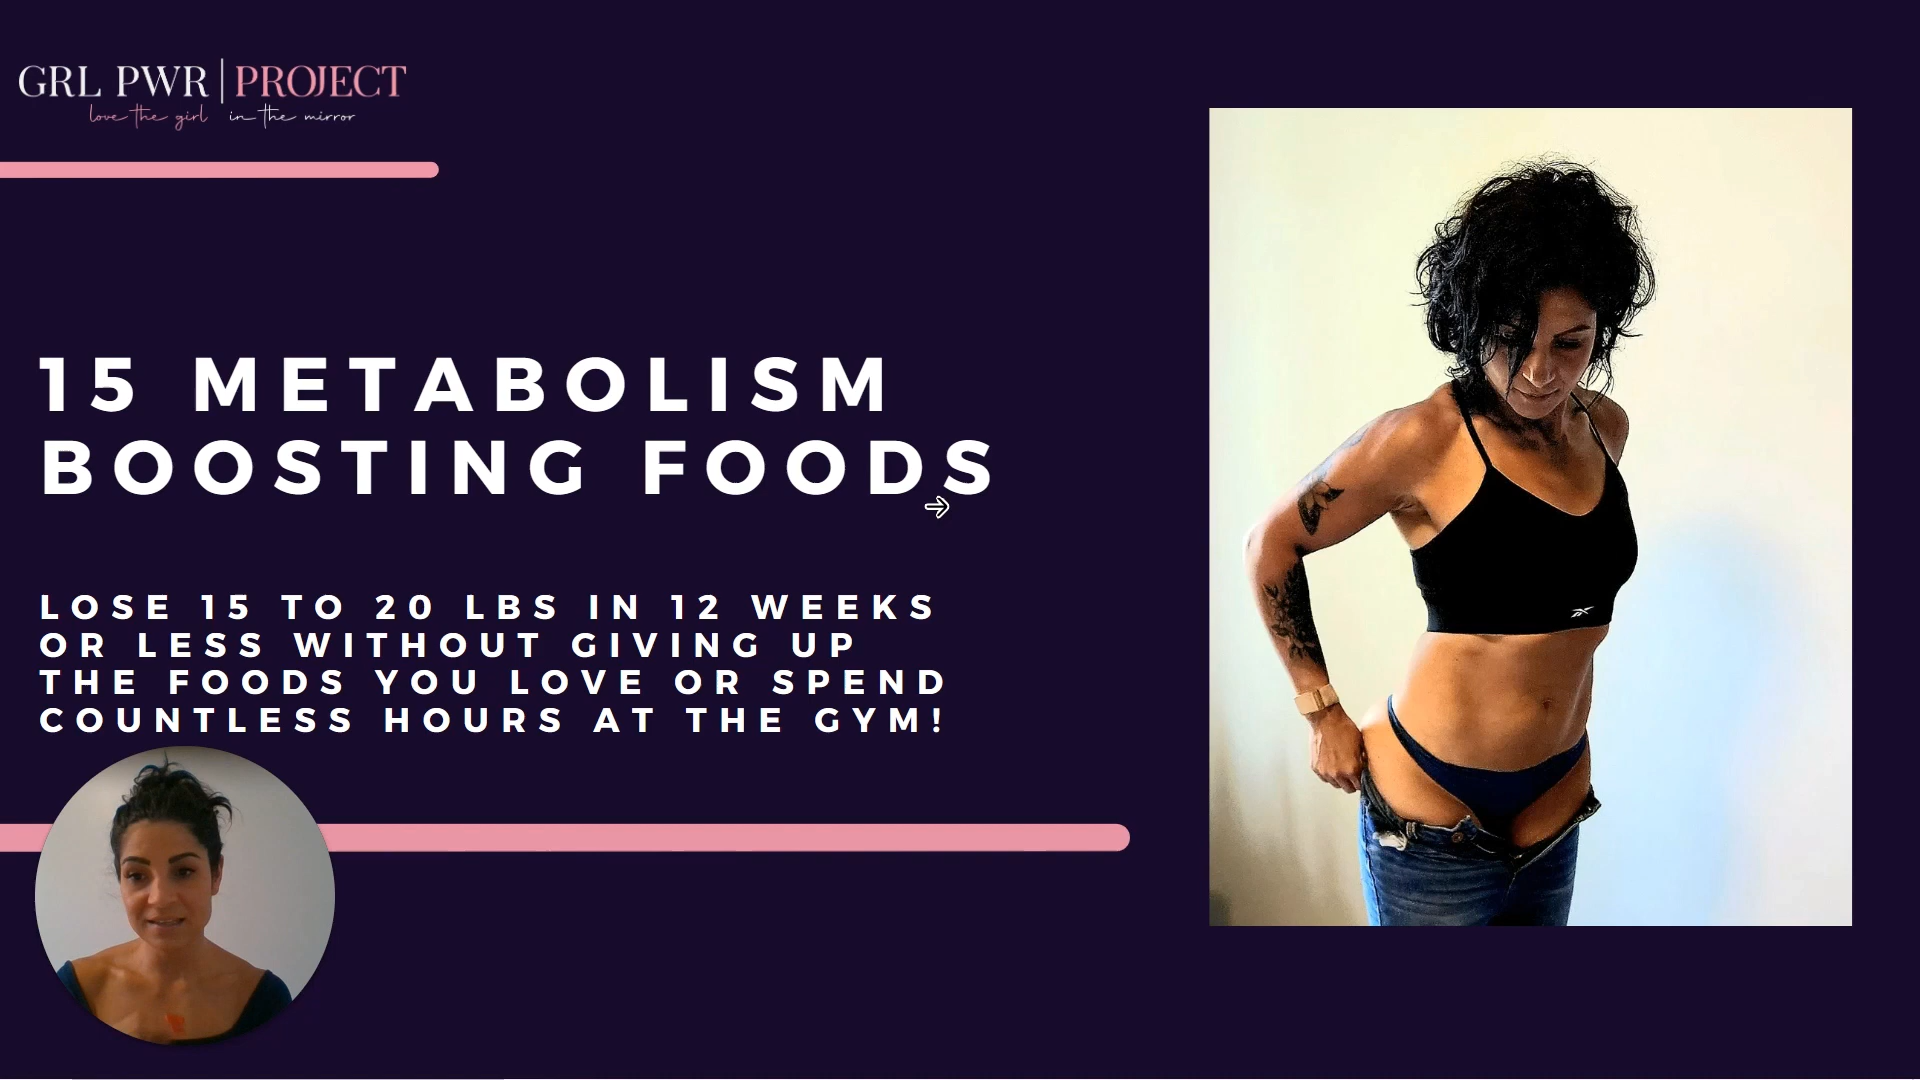 GRL PWR|PROJECT
love the girl in the mirror
15 METABOLISM
BOOSTING FOODS
LOSE 15 TO 20 LBS IN 12 WEEKS
OR LESS WITHOUT GIVING UP
THE FOODS YOU LOVE OR SPEND
COUNTLESS HOURS AT THE GYM!